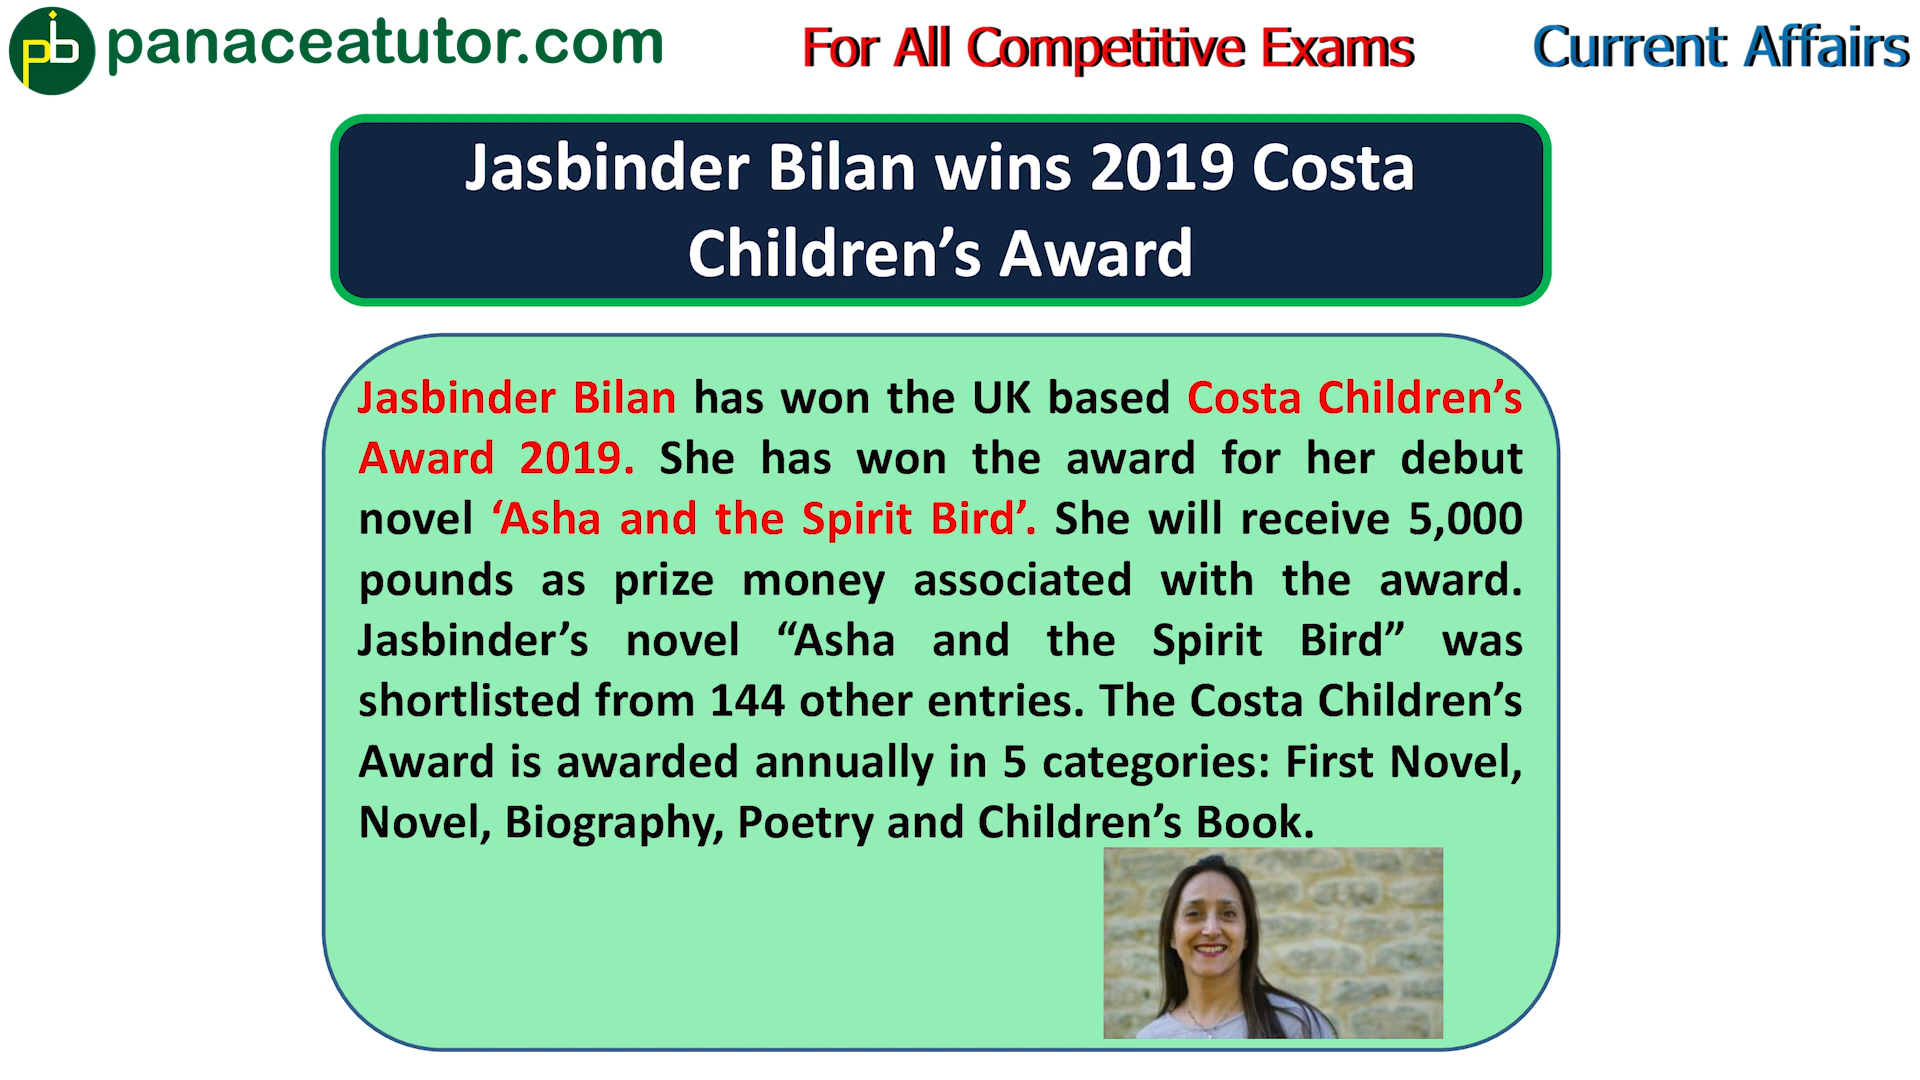 pib panaceatutor.com
For All Competitive Exams
Current Affairs
Jasbinder Bilan wins 2019 Costa
Children’s Award
Jasbinder Bilan has won the UK based Costa Children’s
Award 2019. She has won the award for her debut
novel ‘Asha and the Spirit Bird’. She will receive 5,000
pounds as prize money associated with the award.
Jasbinder’s novel “Asha and the Spirit Bird” was
shortlisted from 144 other entries. The Costa Children’s
Award is awarded annually in 5 categories: First Novel,
Novel, Biography, Poetry and Children’s Book.